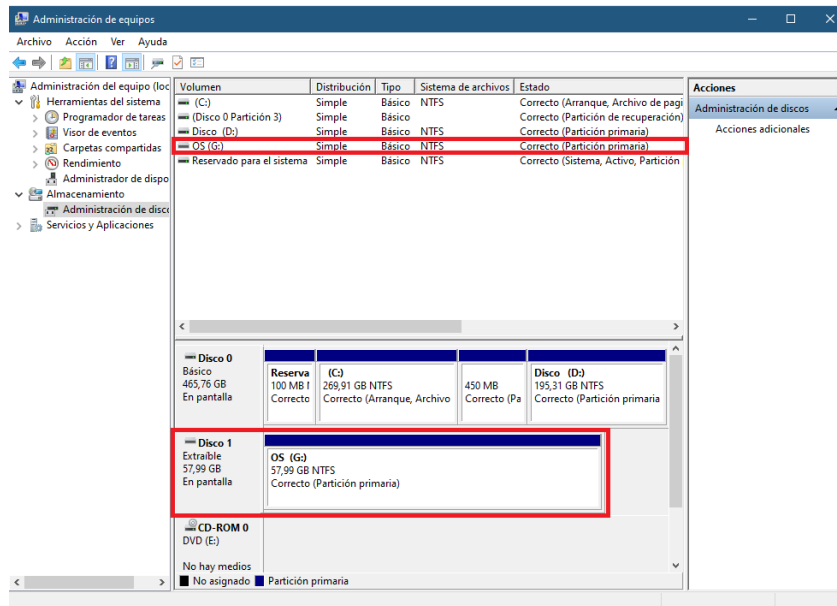 Administración de equipos
Archivo Acción Ver Ayuda
Administración del equipo (loc
Herramientas del sistema
Programador de tareas
Visor de eventos
Carpetas compartidas
Rendimiento
Administrador de dispo
Almacenamiento
Administración de disco
Servicios y Aplicaciones
Volumen Distribución Tipo Sistema de archivos Estado
(C:) Simple Básico NTFS Correcto (Arranque, Archivo de pagi
(Disco 0 Partición 3) Simple Básico Correcto (Partición de recuperación)
Disco (D:) Simple Básico NTFS Correcto (Partición primaria)
OS (G:) Simple Básico NTFS Correcto (Partición primaria)
Reservado para el sistema Simple Básico NTFS Correcto (Sistema, Activo, Partición
Acciones
Administración de discos
Acciones adicionales
Disco 0
Básico
465,76 GB
En pantalla
Reserva
100 MB
Correcto
(C:)
269,91 GB NTFS
Correcto (Arranque, Archivo
450 MB
Correcto (Pa
Disco (D:)
195,31 GB NTFS
Correcto (Partición primaria
Disco 1
Extraíble
57,99 GB
En pantalla
OS (G:)
57,99 GB NTFS
Correcto (Partición primaria)
CD-ROM 0
DVD (E:)
No hay medios
No asignado Partición primaria